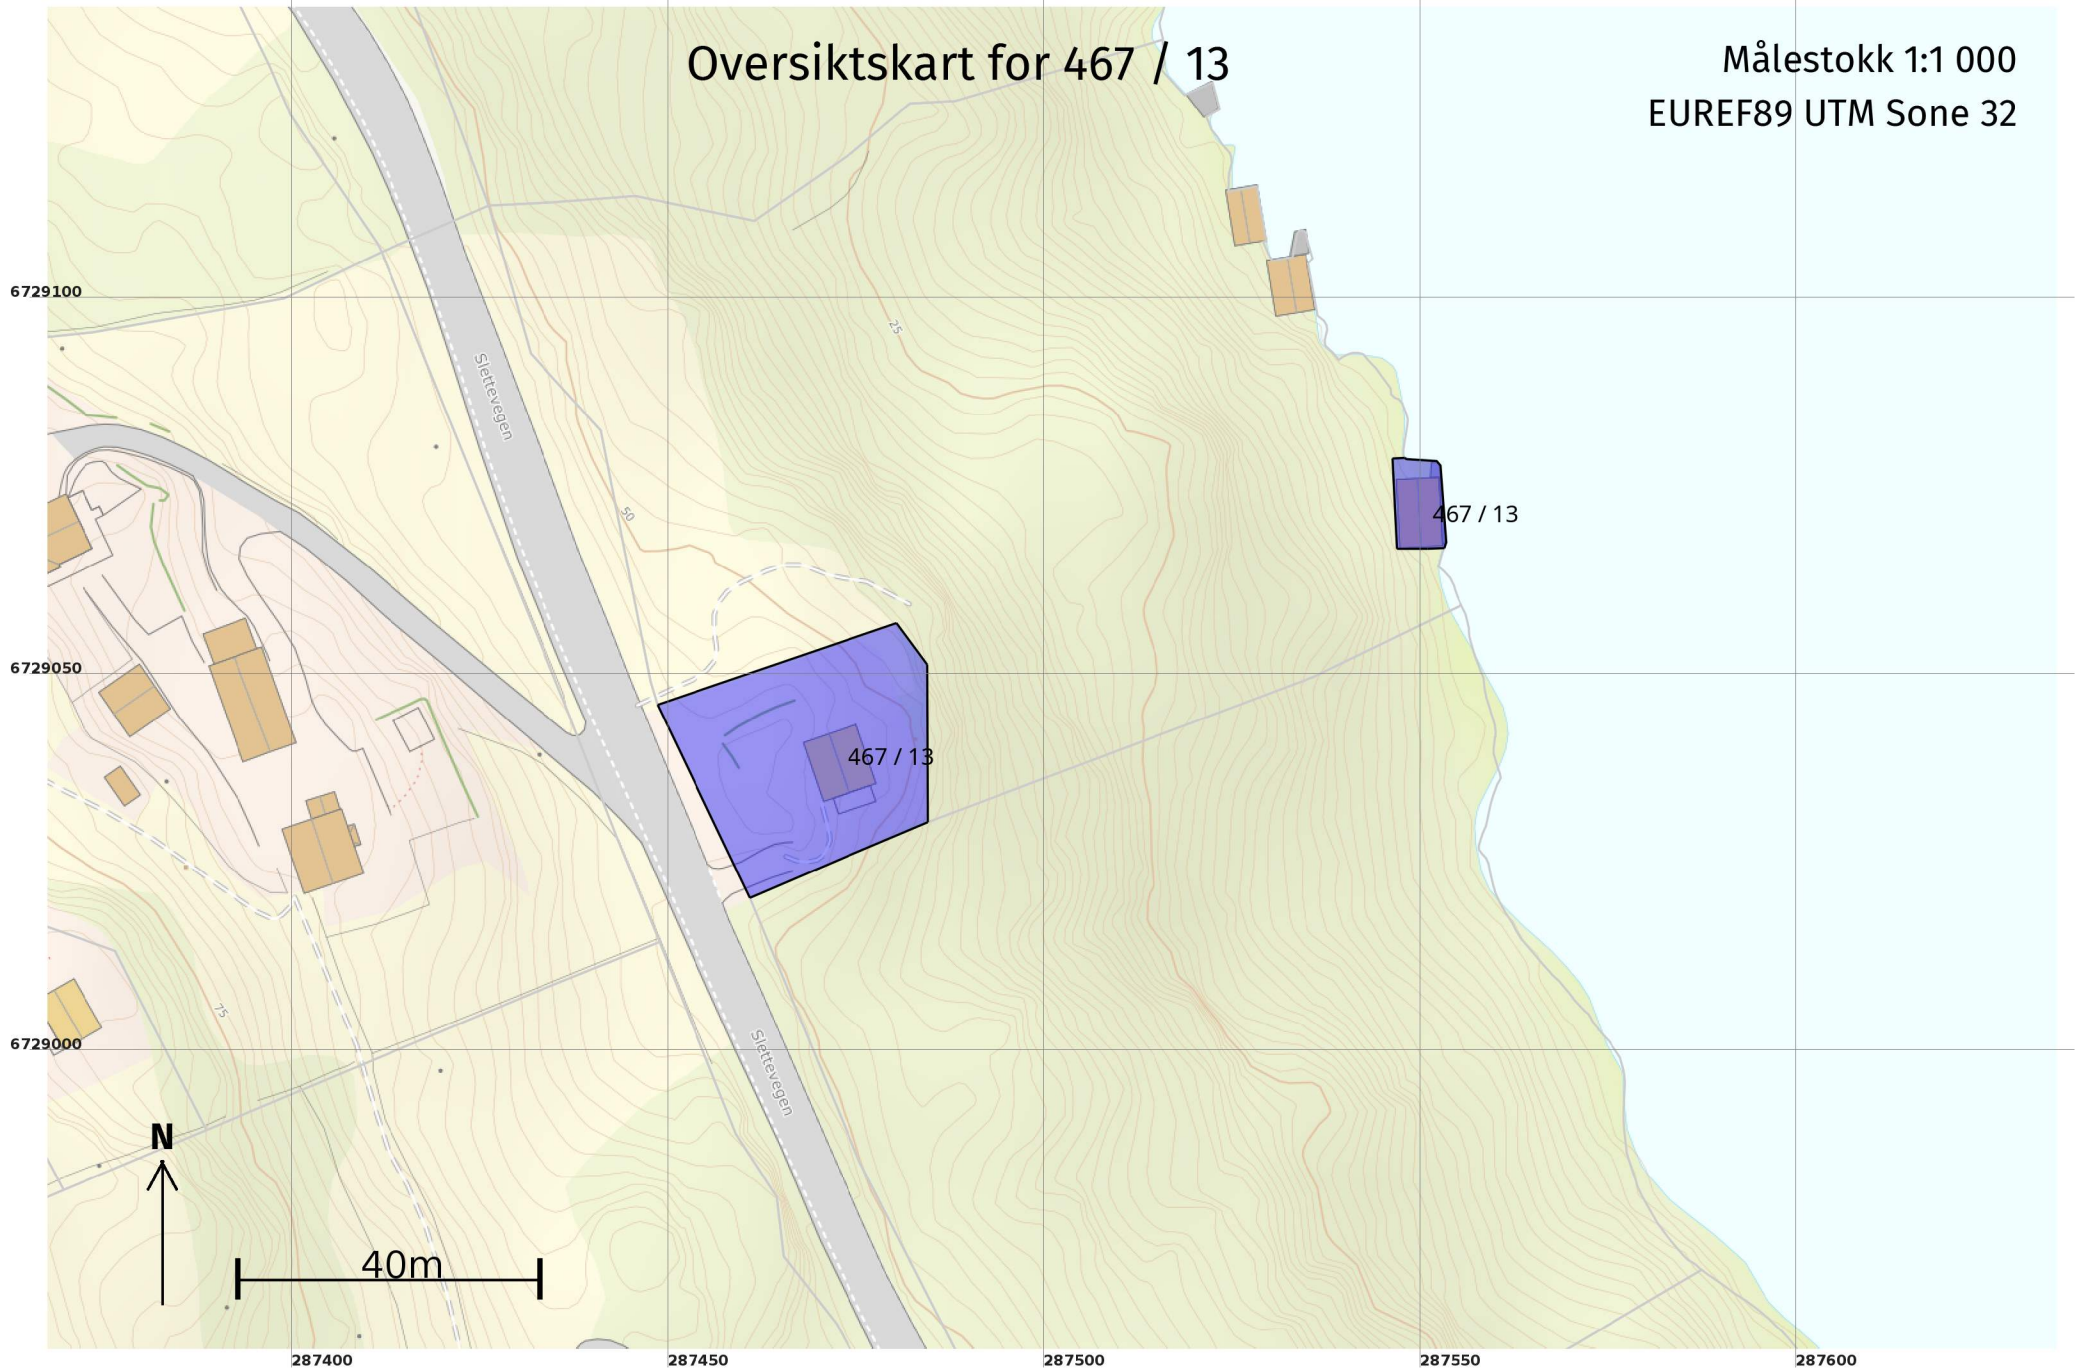 Oversiktskart for 467 / 13
Målestokk 1:1 000
EUREF89 UTM Sone 32
6729100
25
Slettevegen
50
467 / 13
6729050
467 / 13
75
6729000
Slettevegen
N
40m
287400
287450
287500
287550
287600